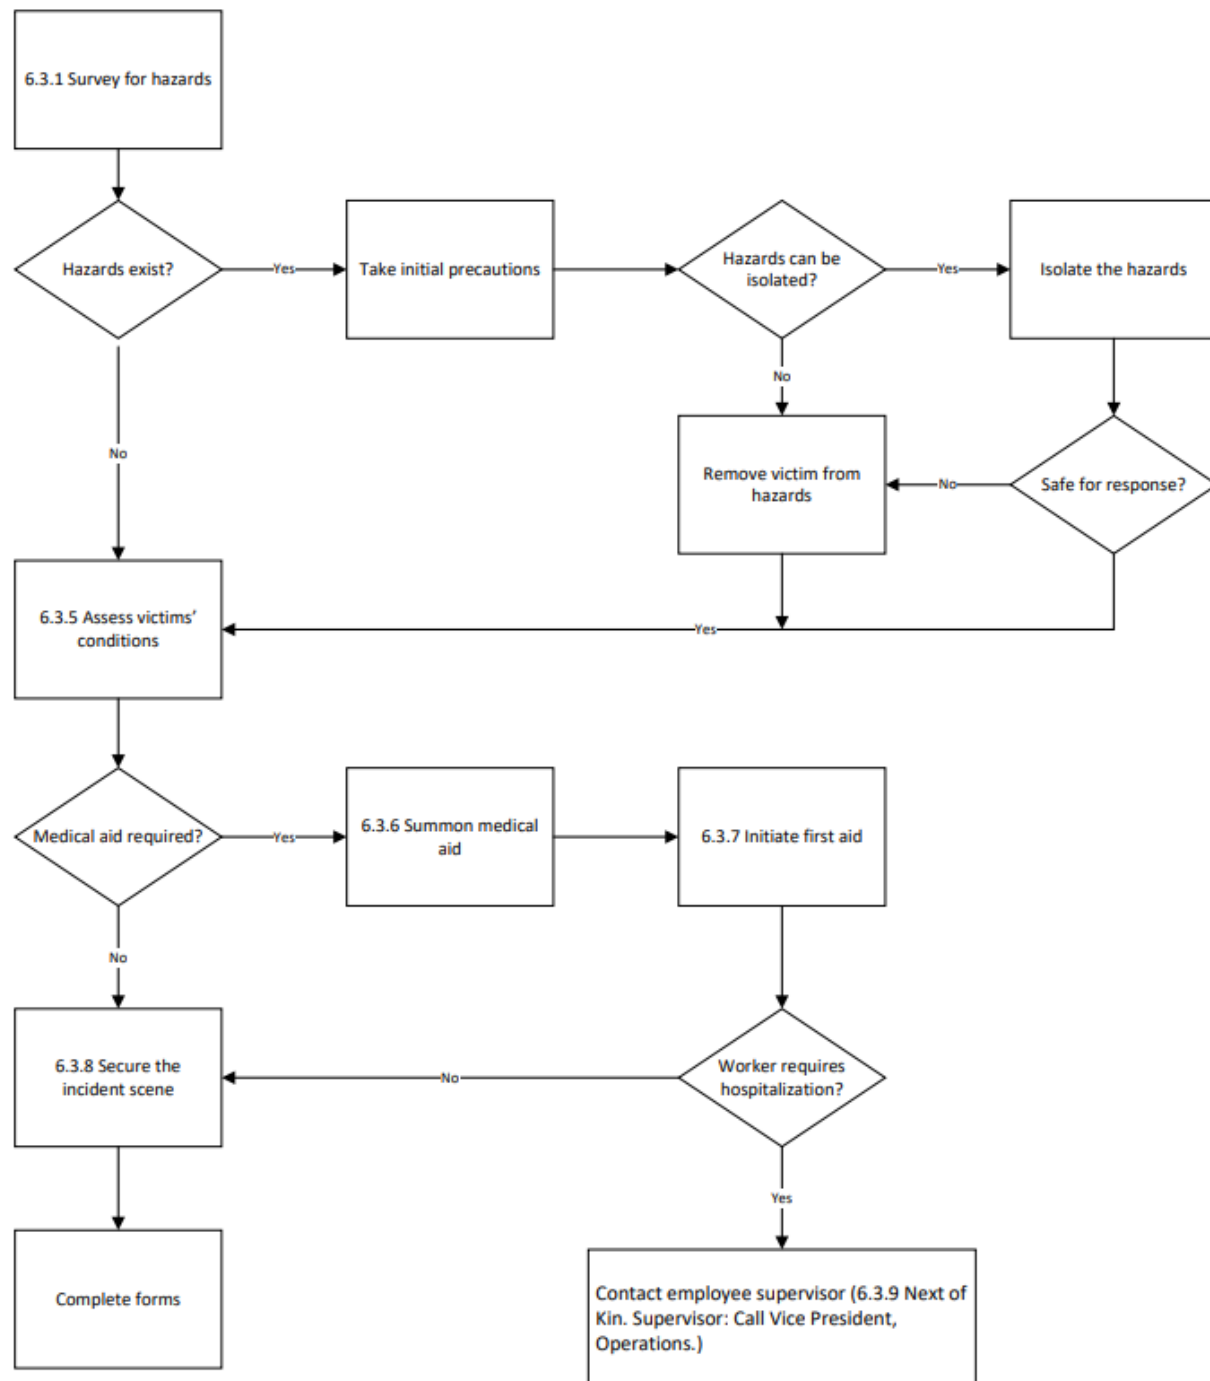 6.3.1 Survey for hazards
Hazards exist?
Yes
Take initial precautions
Hazards can be
isolated?
Yes
Isolate the hazards
No
No
Remove victim from
hazards
No
Safe for response?
6.3.5 Assess victims’
conditions
Yes
Medical aid required?
Yes
6.3.6 Summon medical
aid
6.3.7 Initiate first aid
No
6.3.8 Secure the
incident scene
No
Worker requires
hospitalization?
Yes
Complete forms
Contact employee supervisor (6.3.9 Next of
Kin. Supervisor: Call Vice President,
Operations.)